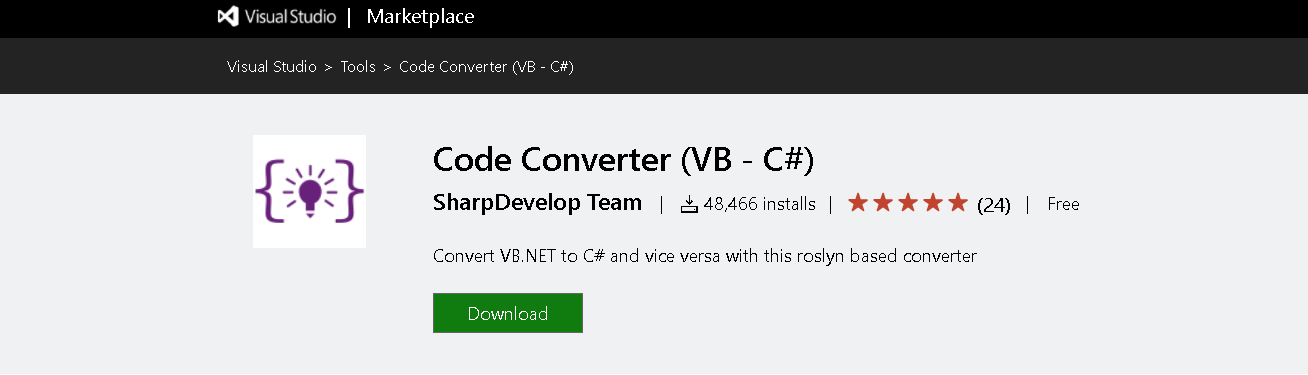 Visual Studio | Marketplace
Visual Studio > Tools > Code Converter (VB - C#)
Code Converter (VB - C#)
SharpDevelop Team | 48,466 installs | (24) | Free
Convert VB.NET to C# and vice versa with this roslyn based converter
Download